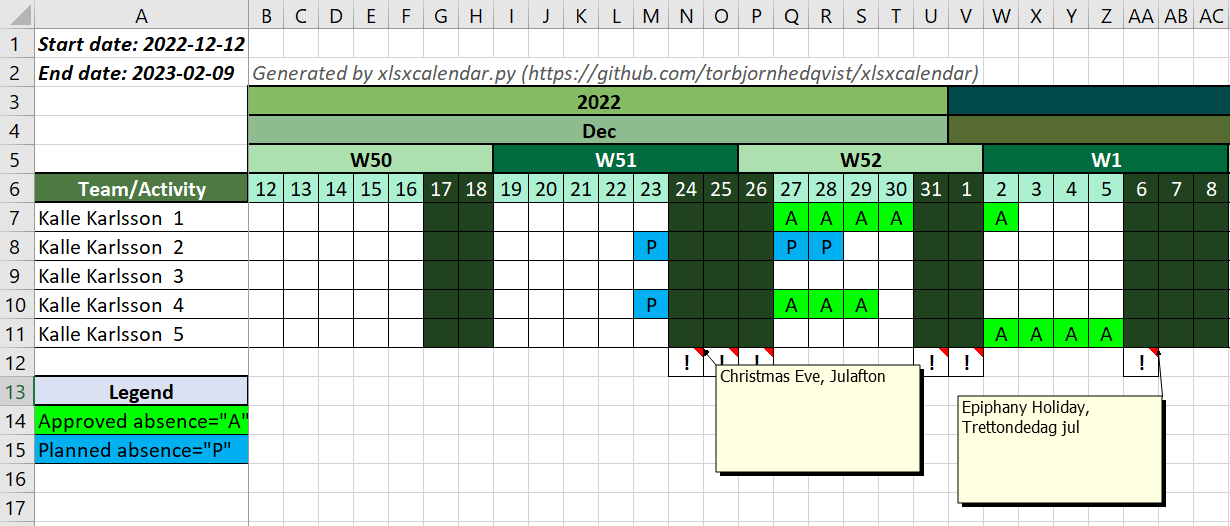 A B C D E F G H I J K L M N O P Q R S T U V W X Y Z AA AB AC
1 Start date: 2022-12-12
2 End date: 2023-02-09 Generated by xlsxcalendar.py (https://github.com/torbjornhedqvist/xlsxcalendar)
3 2022
4 Dec
5 W50 W51 W52 W1
6 Team/Activity 12 13 14 15 16 17 18 19 20 21 22 23 24 25 26 27 28 29 30 31 1 2 3 4 5 6 7 8
7 Kalle Karlsson 1 A A A A A
8 Kalle Karlsson 2 P P P
9 Kalle Karlsson 3
10 Kalle Karlsson 4 P A A A
11 Kalle Karlsson 5 A A A A
12 ! ! ! ! ! !
Christmas Eve, Julafton
13 Legend
Epiphany Holiday,
Trettondedag jul
14 Approved absence="A"
15 Planned absence="P"
16
17